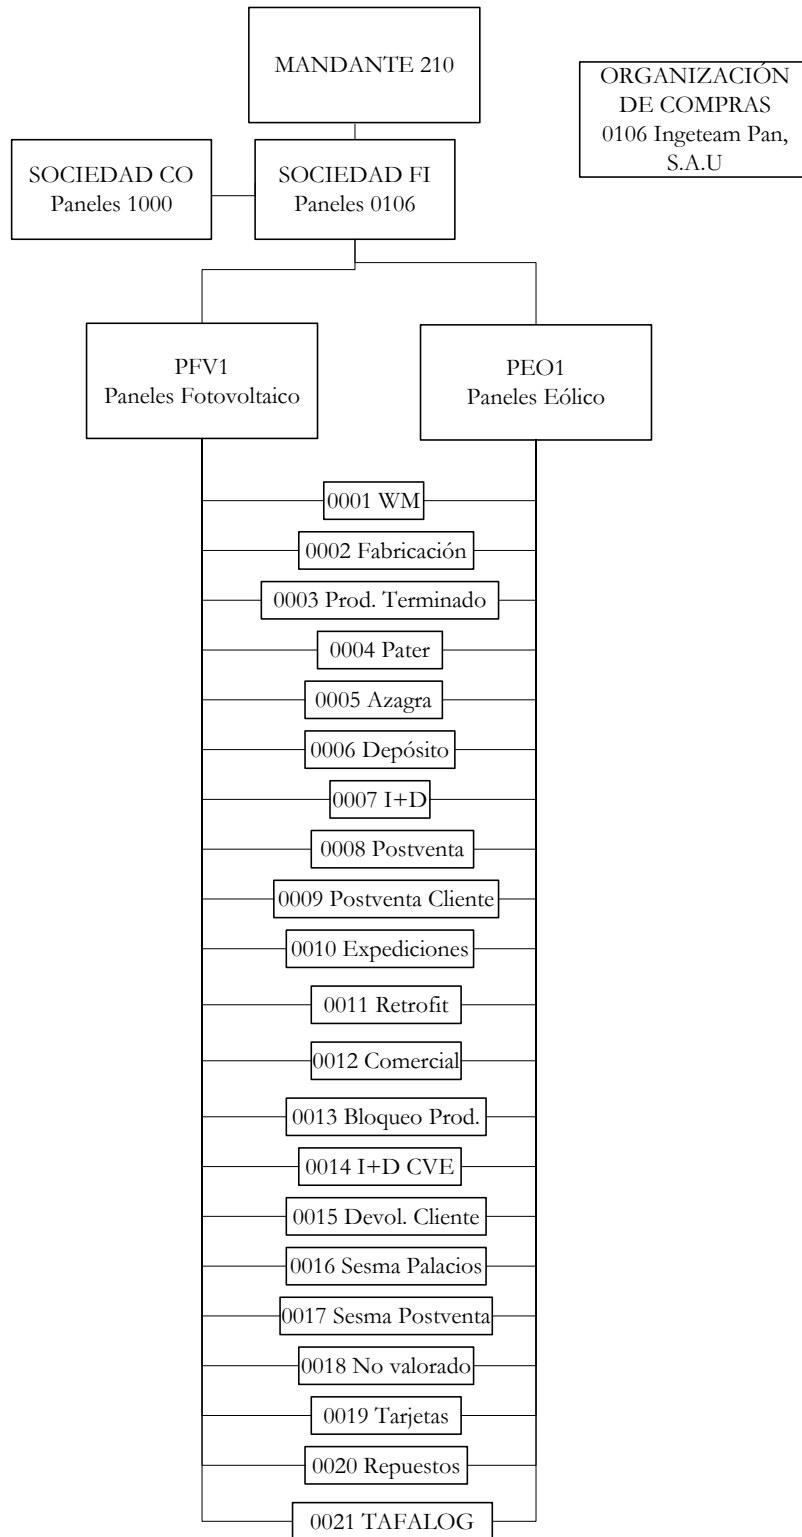 MANDANTE 210
ORGANIZACIÓN
DE COMPRAS
0106 Ingeteam Pan,
S.A.U
SOCIEDAD CO
Paneles 1000
SOCIEDAD FI
Paneles 0106
PFV1
Paneles Fotovoltaico
PEO1
Paneles Eólico
0001 WM
0002 Fabricación
0003 Prod. Terminado
0004 Pater
0005 Azagra
0006 Depósito
0007 I+D
0008 Postventa
0009 Postventa Cliente
0010 Expediciones
0011 Retrofit
0012 Comercial
0013 Bloqueo Prod.
0014 I+D CVE
0015 Devol. Cliente
0016 Sesma Palacios
0017 Sesma Postventa
0018 No valorado
0019 Tarjetas
0020 Repuestos
0021 TAFALOG